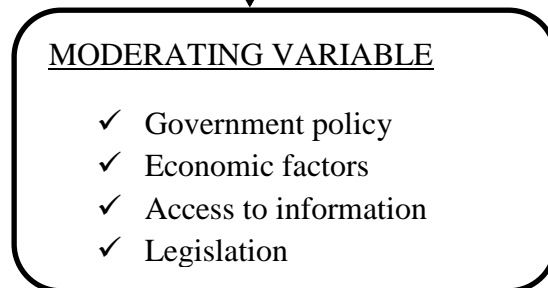 MODERATING VARIABLE
✓ Government policy
✓ Economic factors
✓ Access to information
✓ Legislation